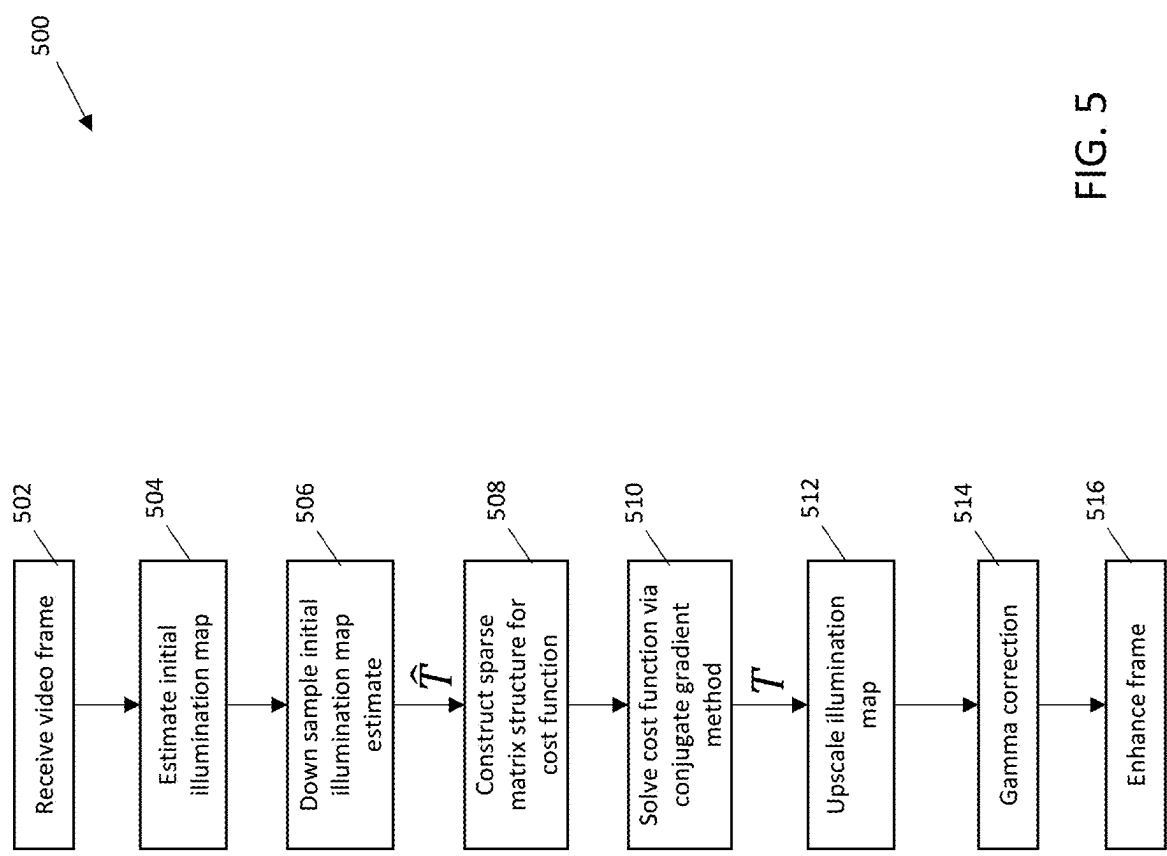 500
502
Receive video frame
504
Estimate initial
illumination map
506
Down sample initial
illumination map
estimate
T̂
508
Construct sparse
matrix structure for
cost function
510
Solve cost function via
conjugate gradient
method
T
512
Upscale illumination
map
514
Gamma correction
516
Enhance frame
FIG. 5